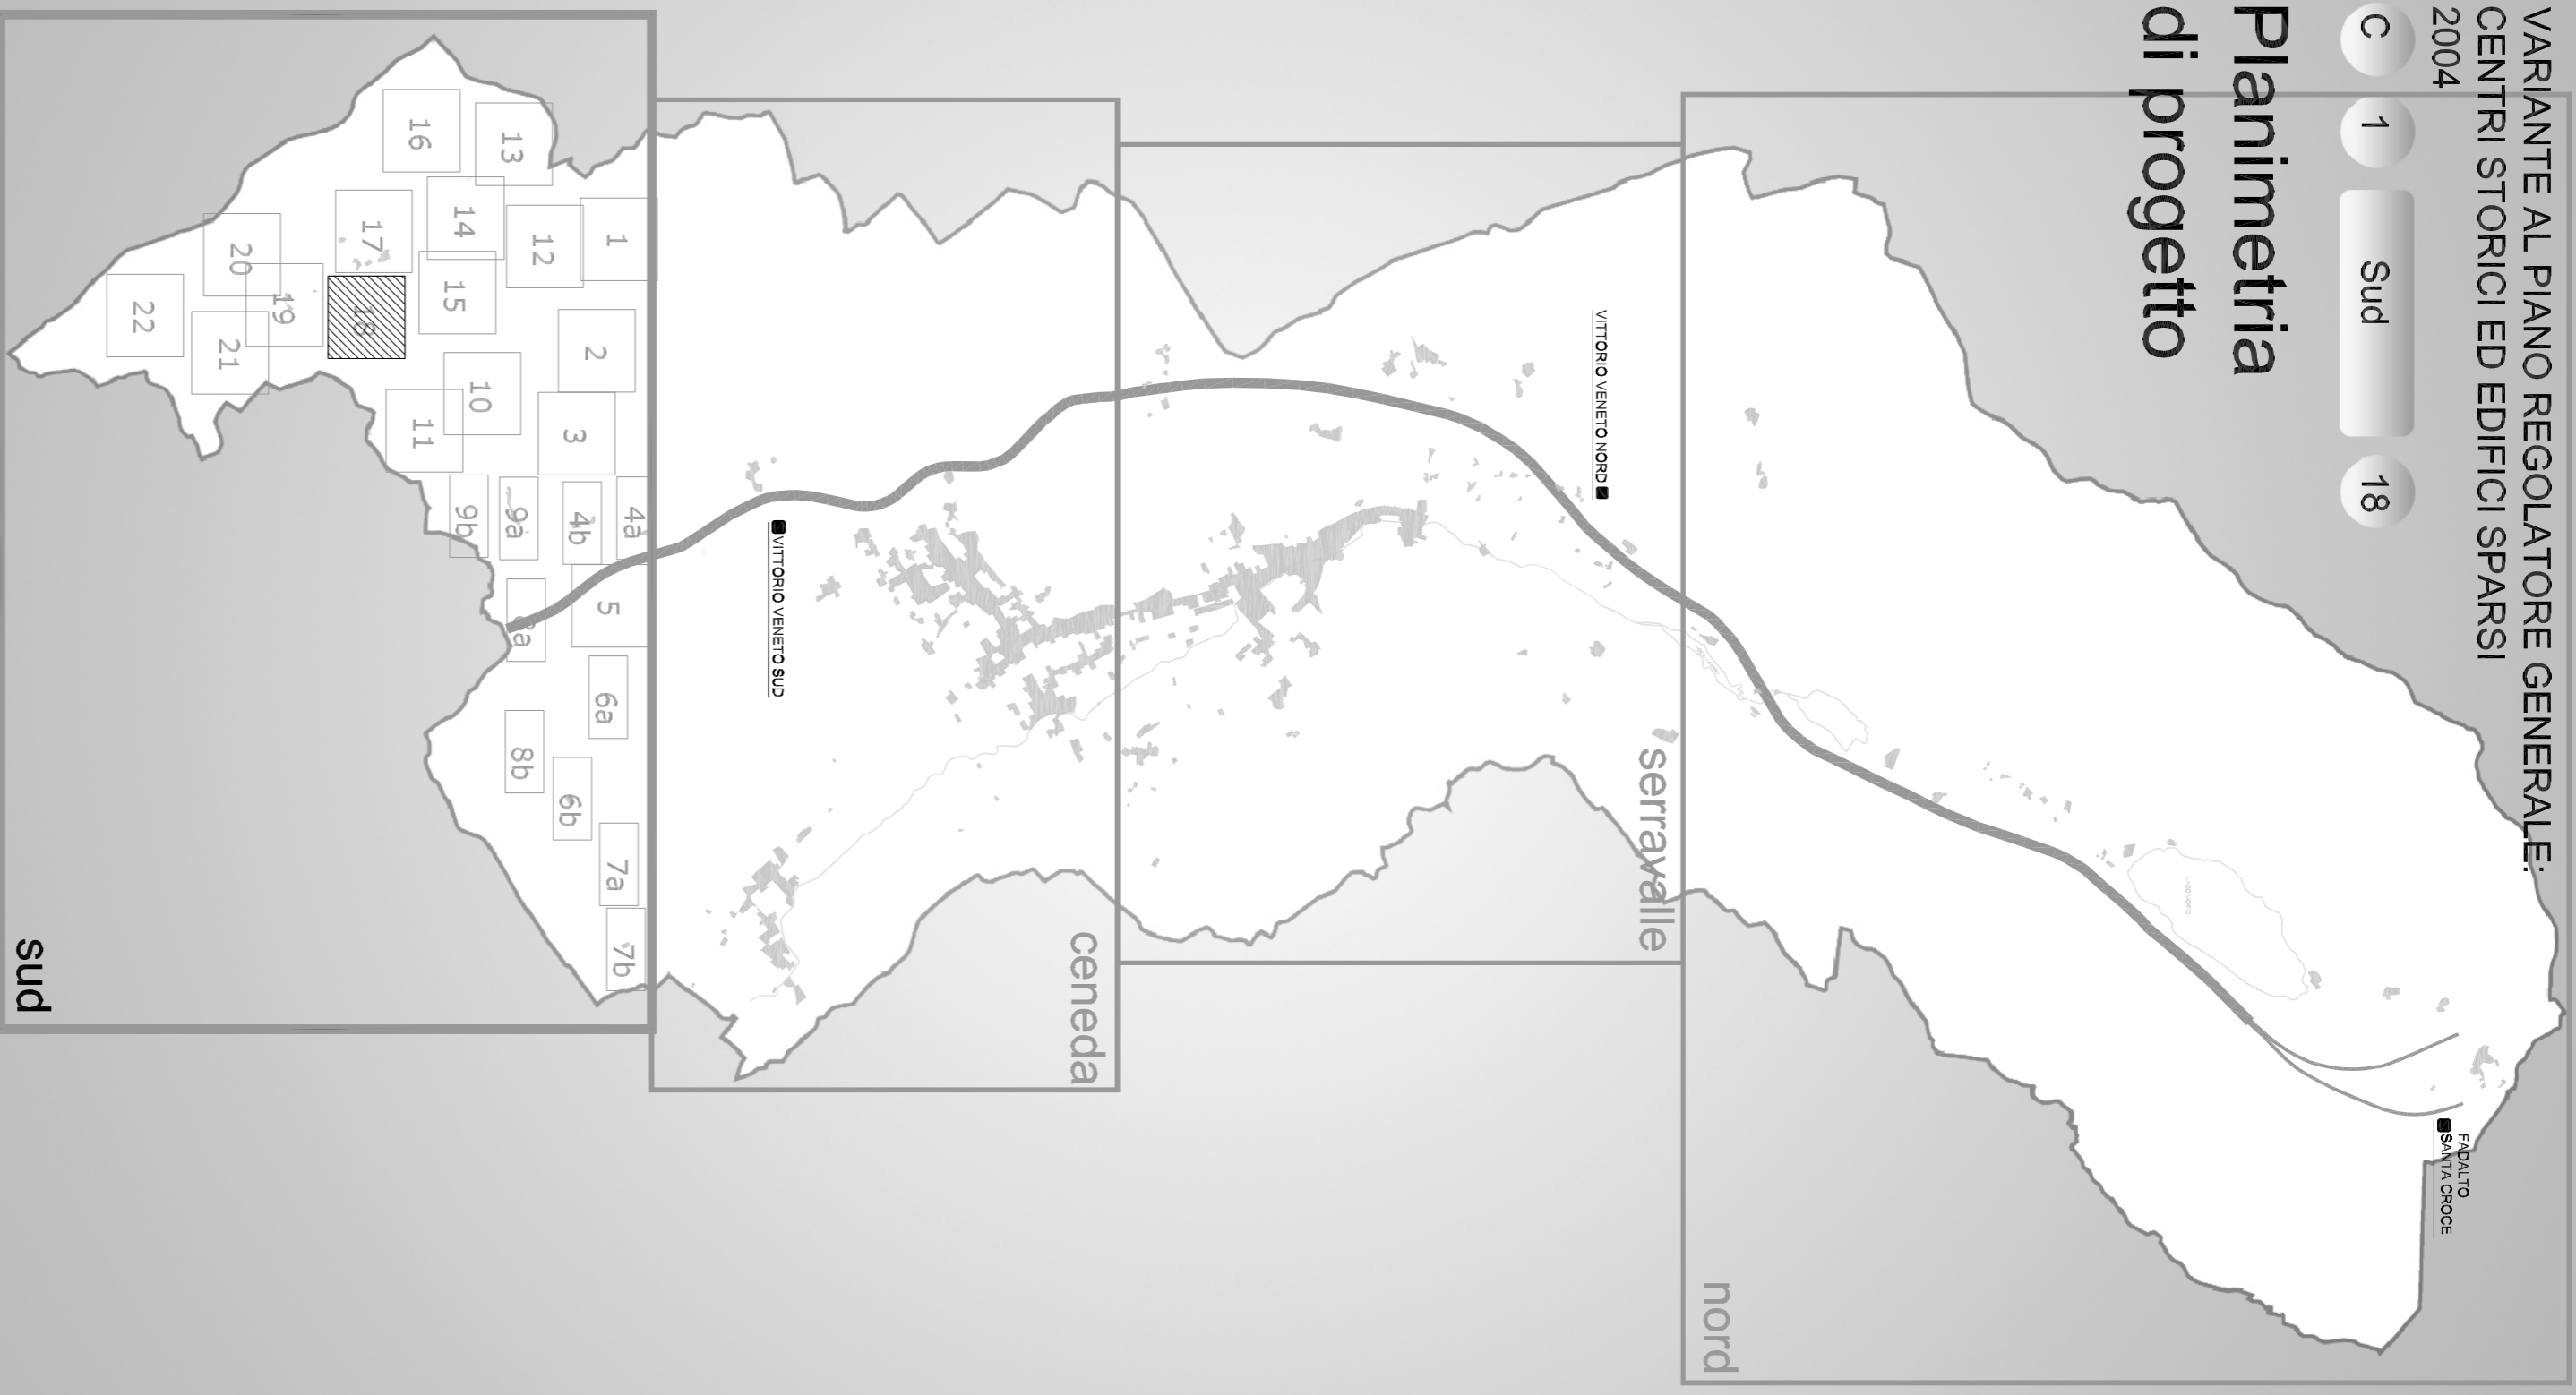 VARIANTE AL PIANO REGOLATORE GENERALE:
CENTRI STORICI ED EDIFICI SPARSI
2004
C 1 Sud 18
Planimetria
di progetto
FADALTO
SANTA CROCE
nord
VITTORIO VENETO NORD
serravalle
ceneda
VITTORIO VENETO SUD
1
2
3
4a
4b
5
6a
6b
7a
7b
8a
8b
9a
9b
10
11
12
13
14
15
16
17
18
19
20
21
22
sud